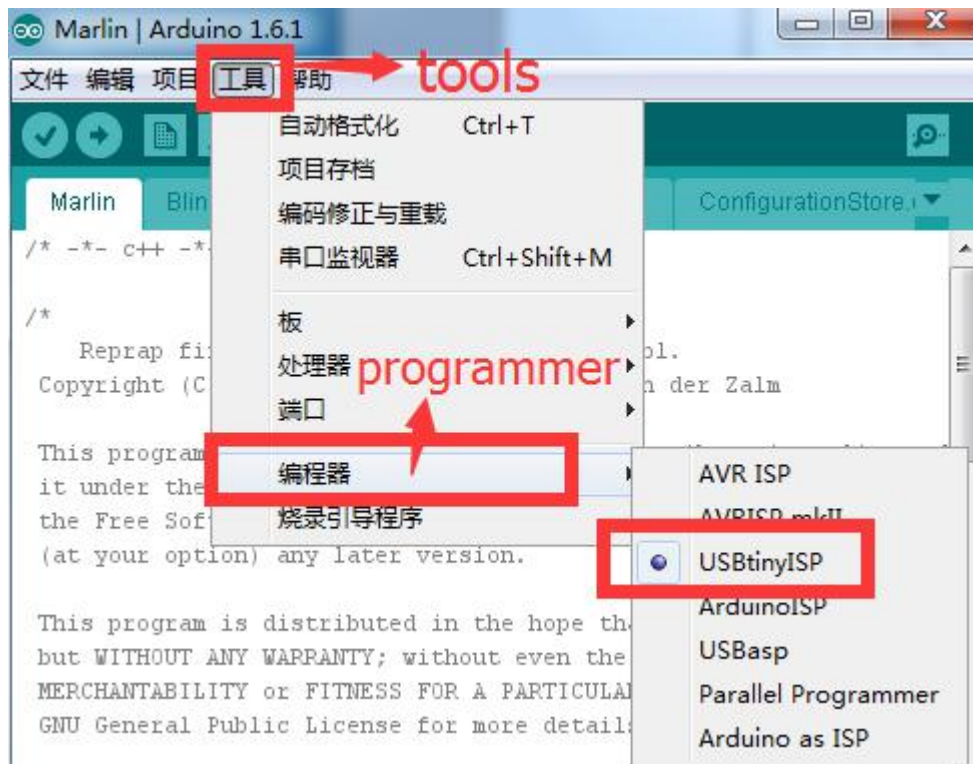 Marlin | Arduino 1.6.1
文件 编辑 项目 工具 帮助
tools
自动格式化 Ctrl+T
项目存档
编码修正与重载
串口监视器 Ctrl+Shift+M
板
处理器
programmer
端口
编程器
烧录引导程序
AVR ISP
AVRISP mkII
USBtinyISP
ArduinoISP
USBasp
Parallel Programmer
Arduino as ISP
Marlin Blin ConfigurationStore.
/* -*- c++ -*-
/*
Reprap fi
Copyright (C der Zalm
This program
it under the
the Free Sof
(at your option) any later version.
This program is distributed in the hope th
but WITHOUT ANY WARRANTY; without even the
MERCHANTABILITY or FITNESS FOR A PARTICULAR
GNU General Public License for more details